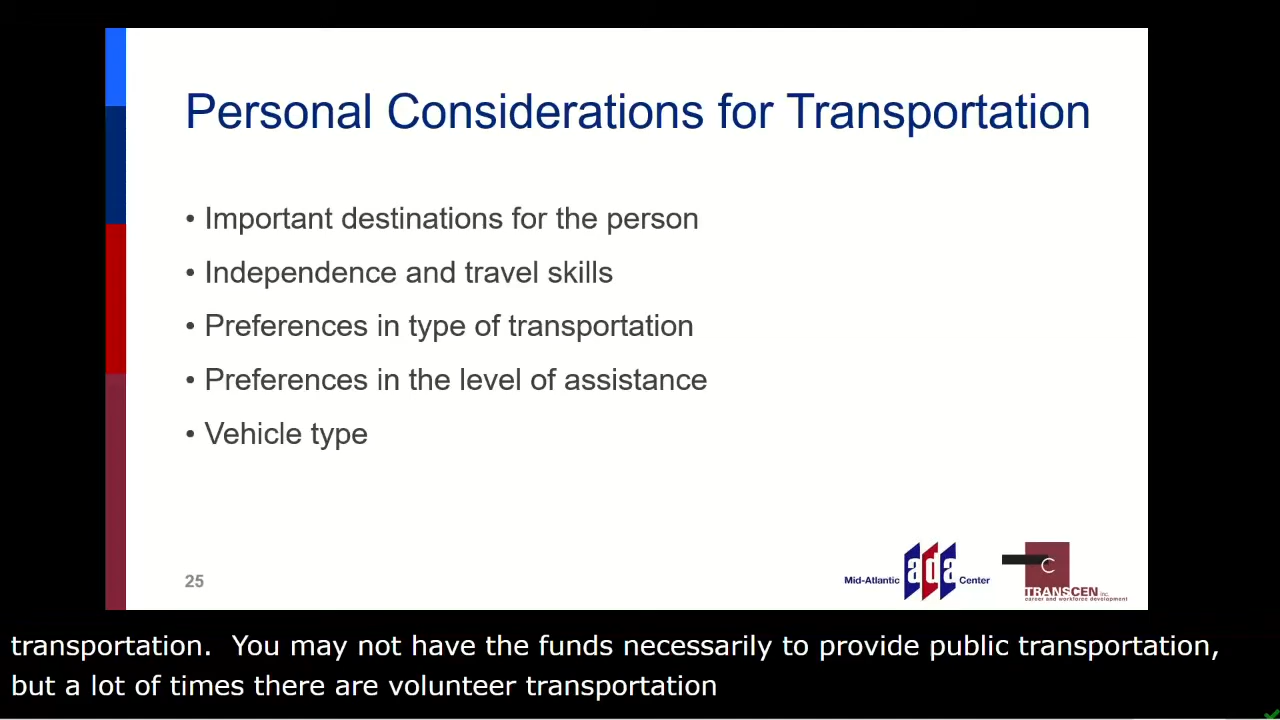 Personal Considerations for Transportation
• Important destinations for the person
• Independence and travel skills
• Preferences in type of transportation
• Preferences in the level of assistance
• Vehicle type
25
Mid-Atlantic ada Center
C
TRANSCEN Inc.
career and workforce development
transportation.  You may not have the funds necessarily to provide public transportation,
but a lot of times there are volunteer transportation